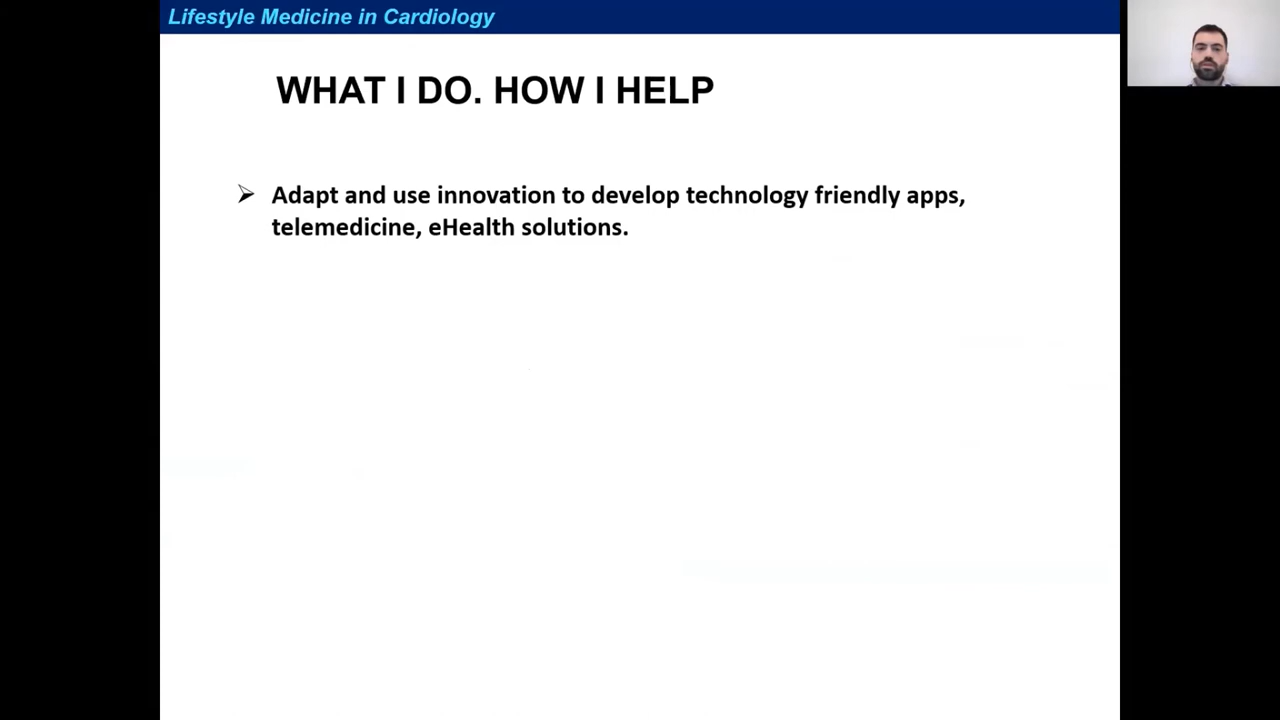 Lifestyle Medicine in Cardiology
WHAT I DO. HOW I HELP
➢ Adapt and use innovation to develop technology friendly apps,
telemedicine, eHealth solutions.